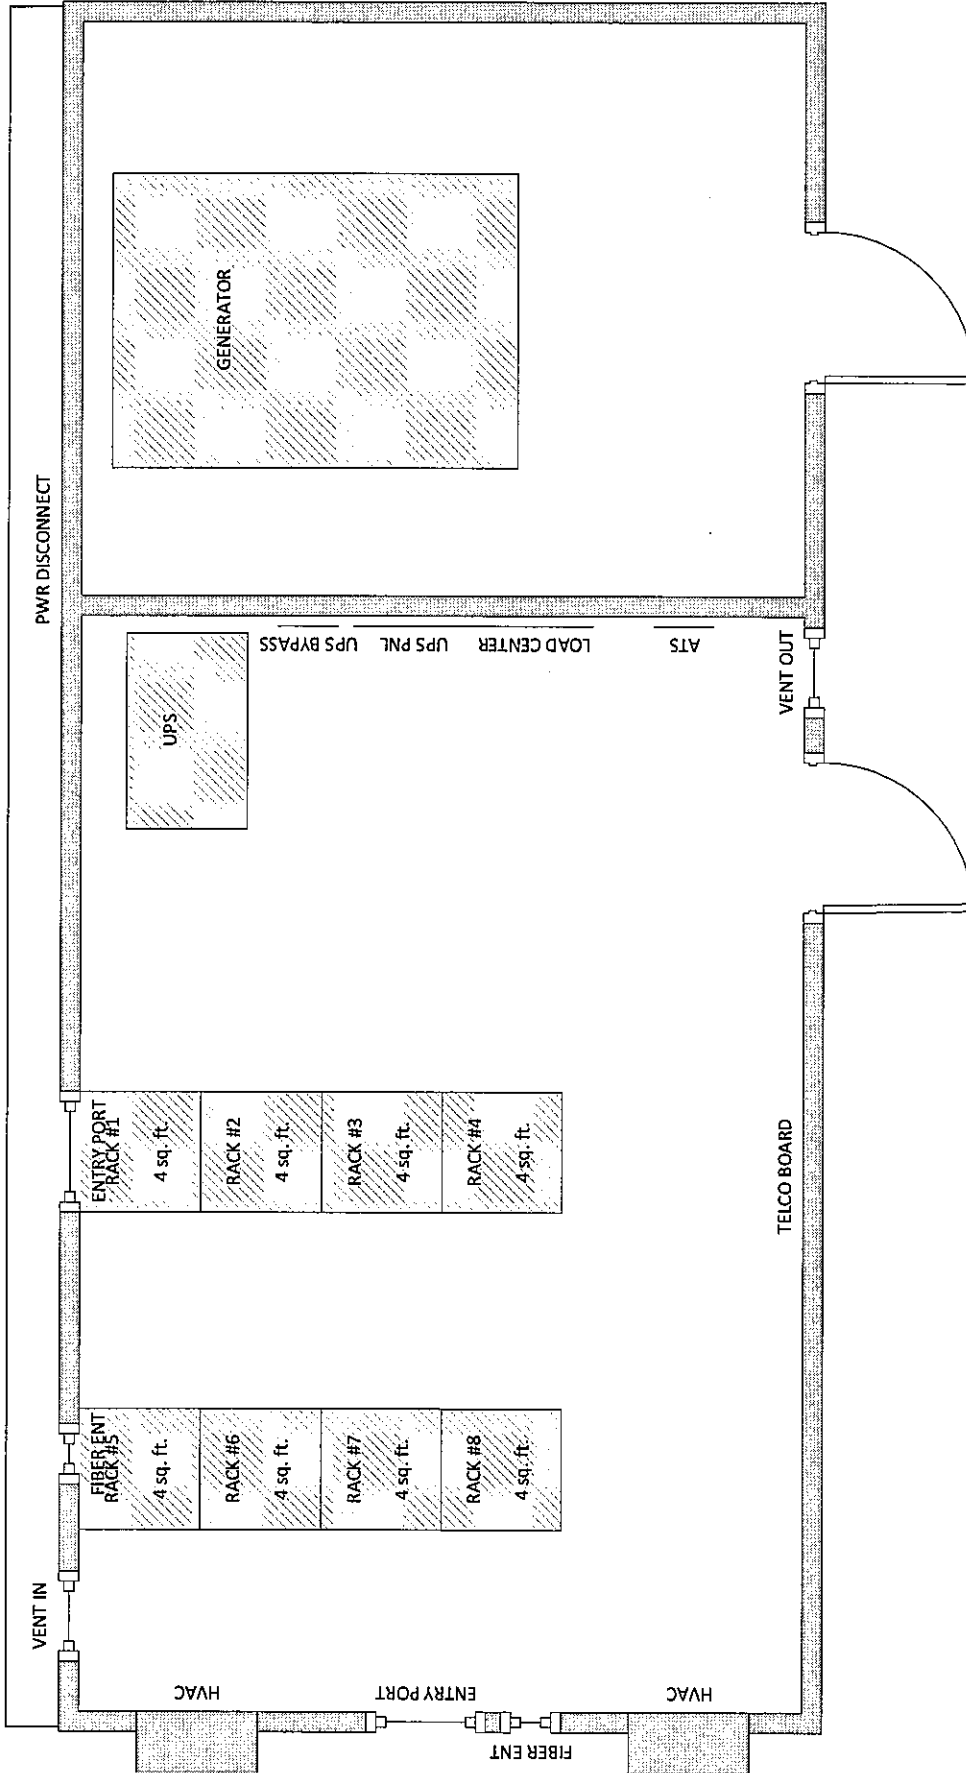 PWR DISCONNECT
GENERATOR
UPS
UPS BYPASS
UPS PNL
LOAD CENTER
ATS
VENT OUT
ENTRY PORT
RACK #1
4 sq. ft.
RACK #2
4 sq. ft.
RACK #3
4 sq. ft.
RACK #4
4 sq. ft.
TELCO BOARD
FIBER ENT
RACK #5
4 sq. ft.
RACK #6
4 sq. ft.
RACK #7
4 sq. ft.
RACK #8
4 sq. ft.
VENT IN
HVAC
ENTRY PORT
FIBER ENT
HVAC